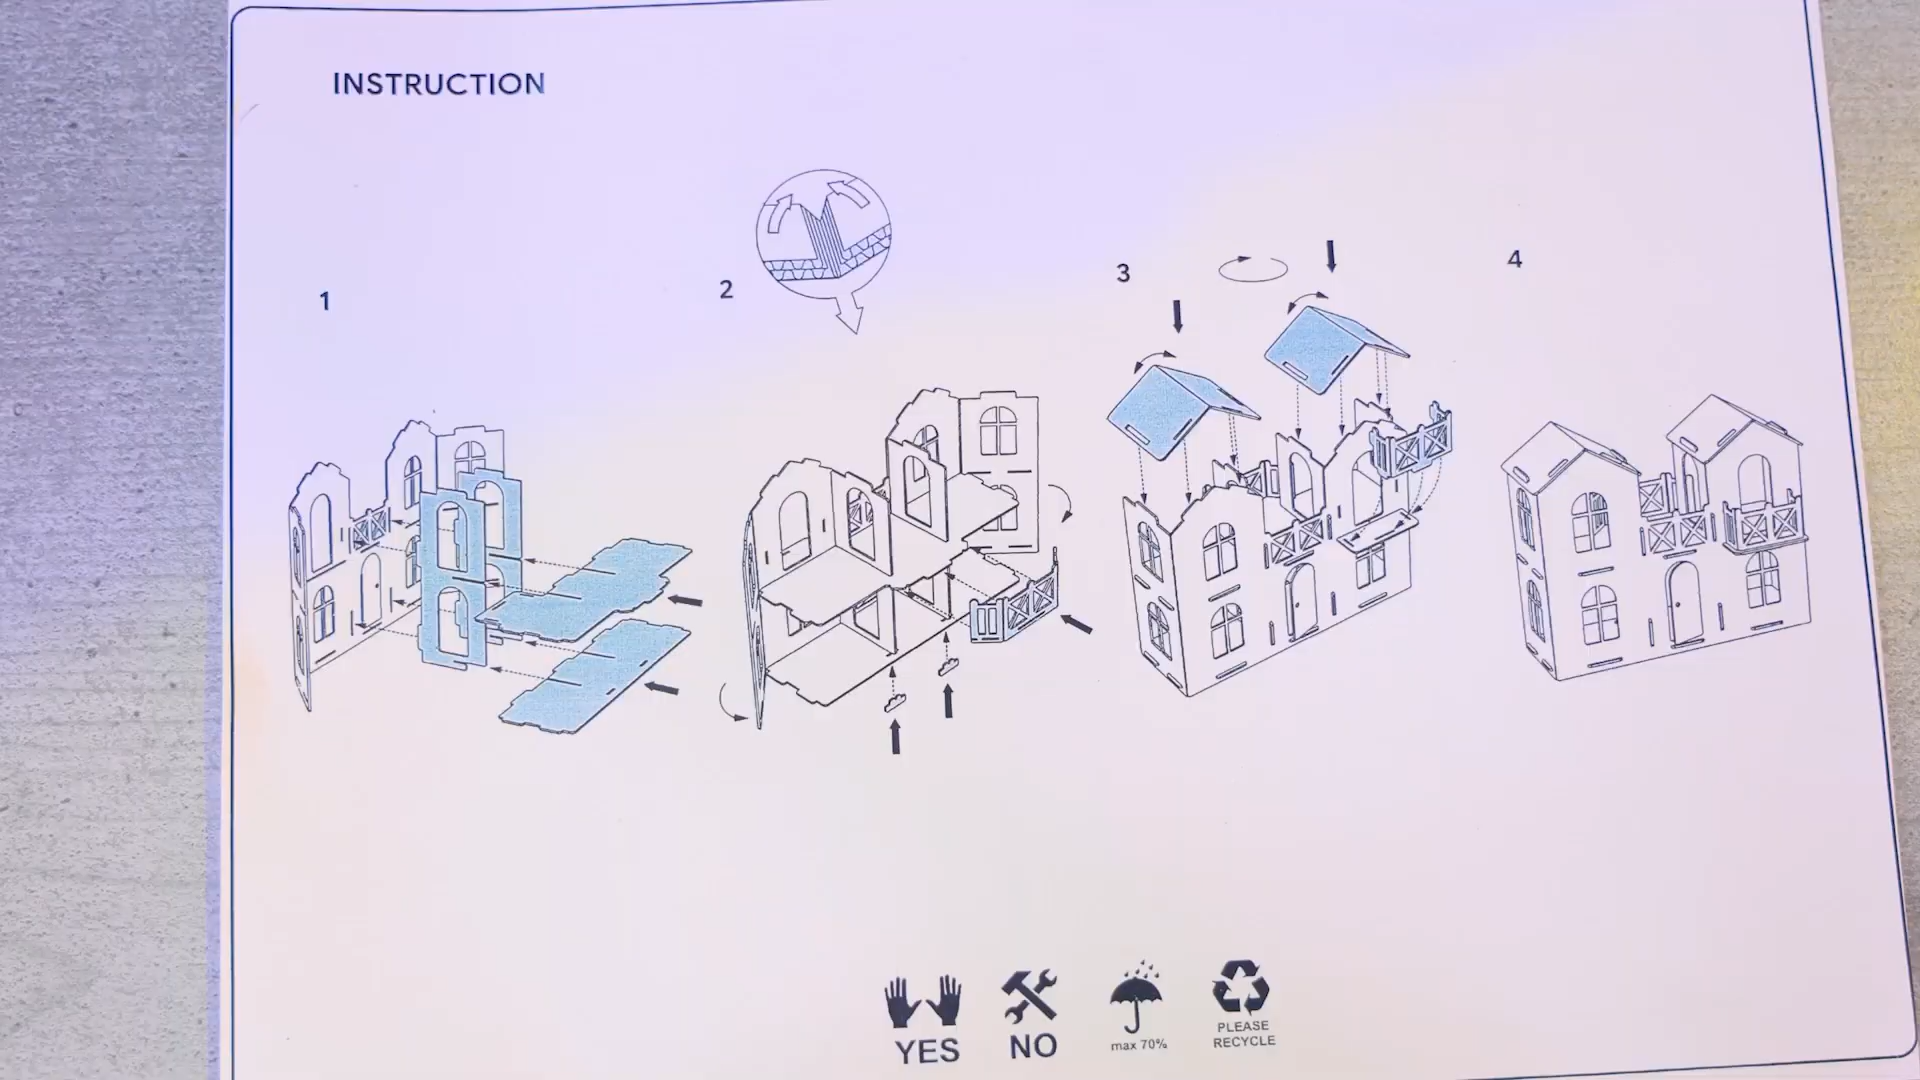 INSTRUCTION
1
2
3
4
YES
NO
max 70%
PLEASE
RECYCLE